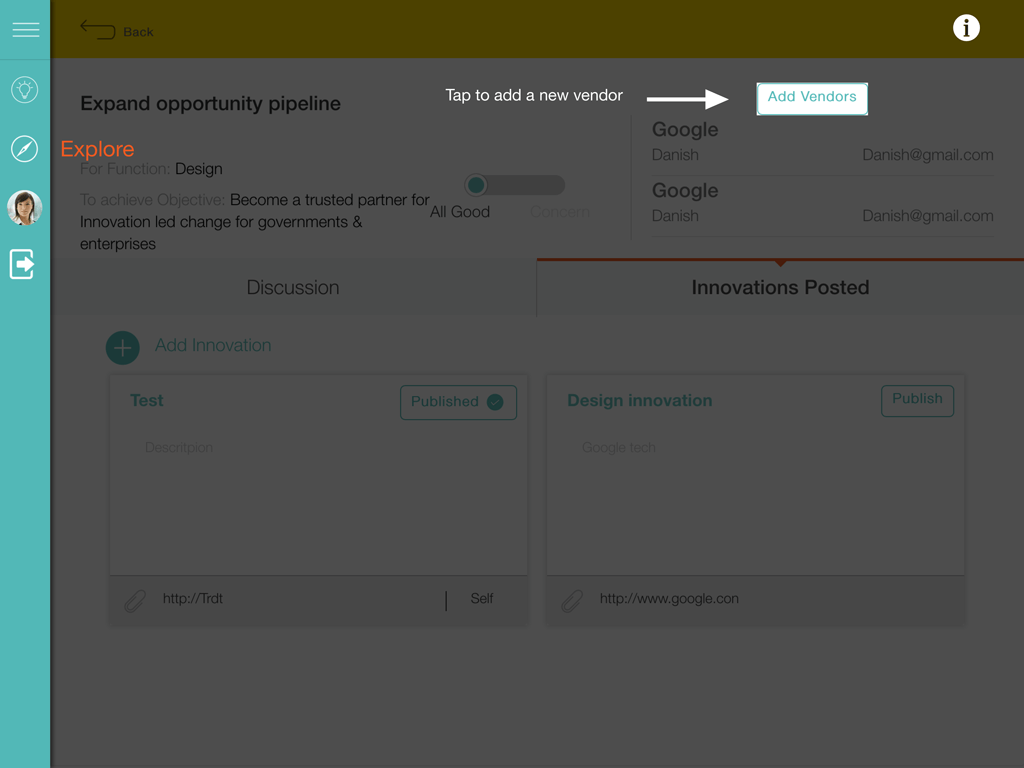 Back
i
Tap to add a new vendor
Add Vendors
Expand opportunity pipeline
Explore
For Function: Design
To achieve Objective: Become a trusted partner for
Innovation led change for governments &
enterprises
All Good
Concern
Google
Danish
Danish@gmail.com
Google
Danish
Danish@gmail.com
Discussion
Innovations Posted
Add Innovation
Test
Published
Descritpion
http://Trdt
Self
Design innovation
Publish
Google tech
http://www.google.con